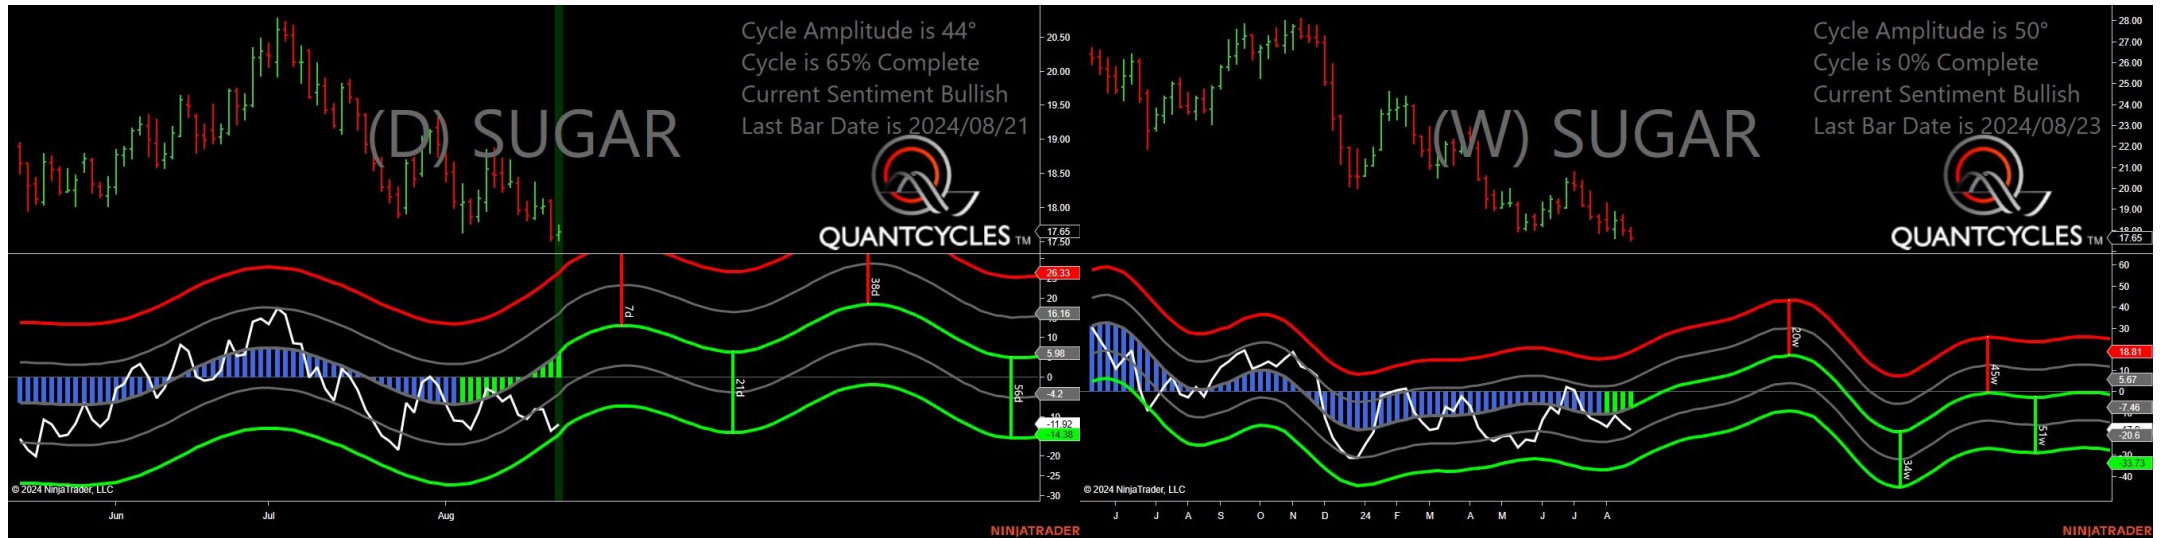 Cycle Amplitude is 44°
Cycle is 65% Complete
Current Sentiment Bullish
Last Bar Date is 2024/08/21
(D) SUGAR
QUANTCYCLES TM
20.50
20.00
19.50
19.00
18.50
18.00
17.65
17.50
26.33
20
16.16
10
5.98
0
-4.2
-11.92
-14.38
-20
-25
-30
7d
38d
21d
56d
© 2024 NinjaTrader, LLC
Jun Jul Aug
NINJATRADER
Cycle Amplitude is 50°
Cycle is 0% Complete
Current Sentiment Bullish
Last Bar Date is 2024/08/23
(W) SUGAR
QUANTCYCLES TM
28.00
27.00
26.00
25.00
24.00
23.00
22.00
21.00
20.00
19.00
18.00
17.65
60
50
40
30
18.81
10
5.67
0
-7.46
-20.6
-33.73
-40
20w
45w
34w
51w
© 2024 NinjaTrader, LLC
J J A S O N D 24 F M A M J J A
NINJATRADER